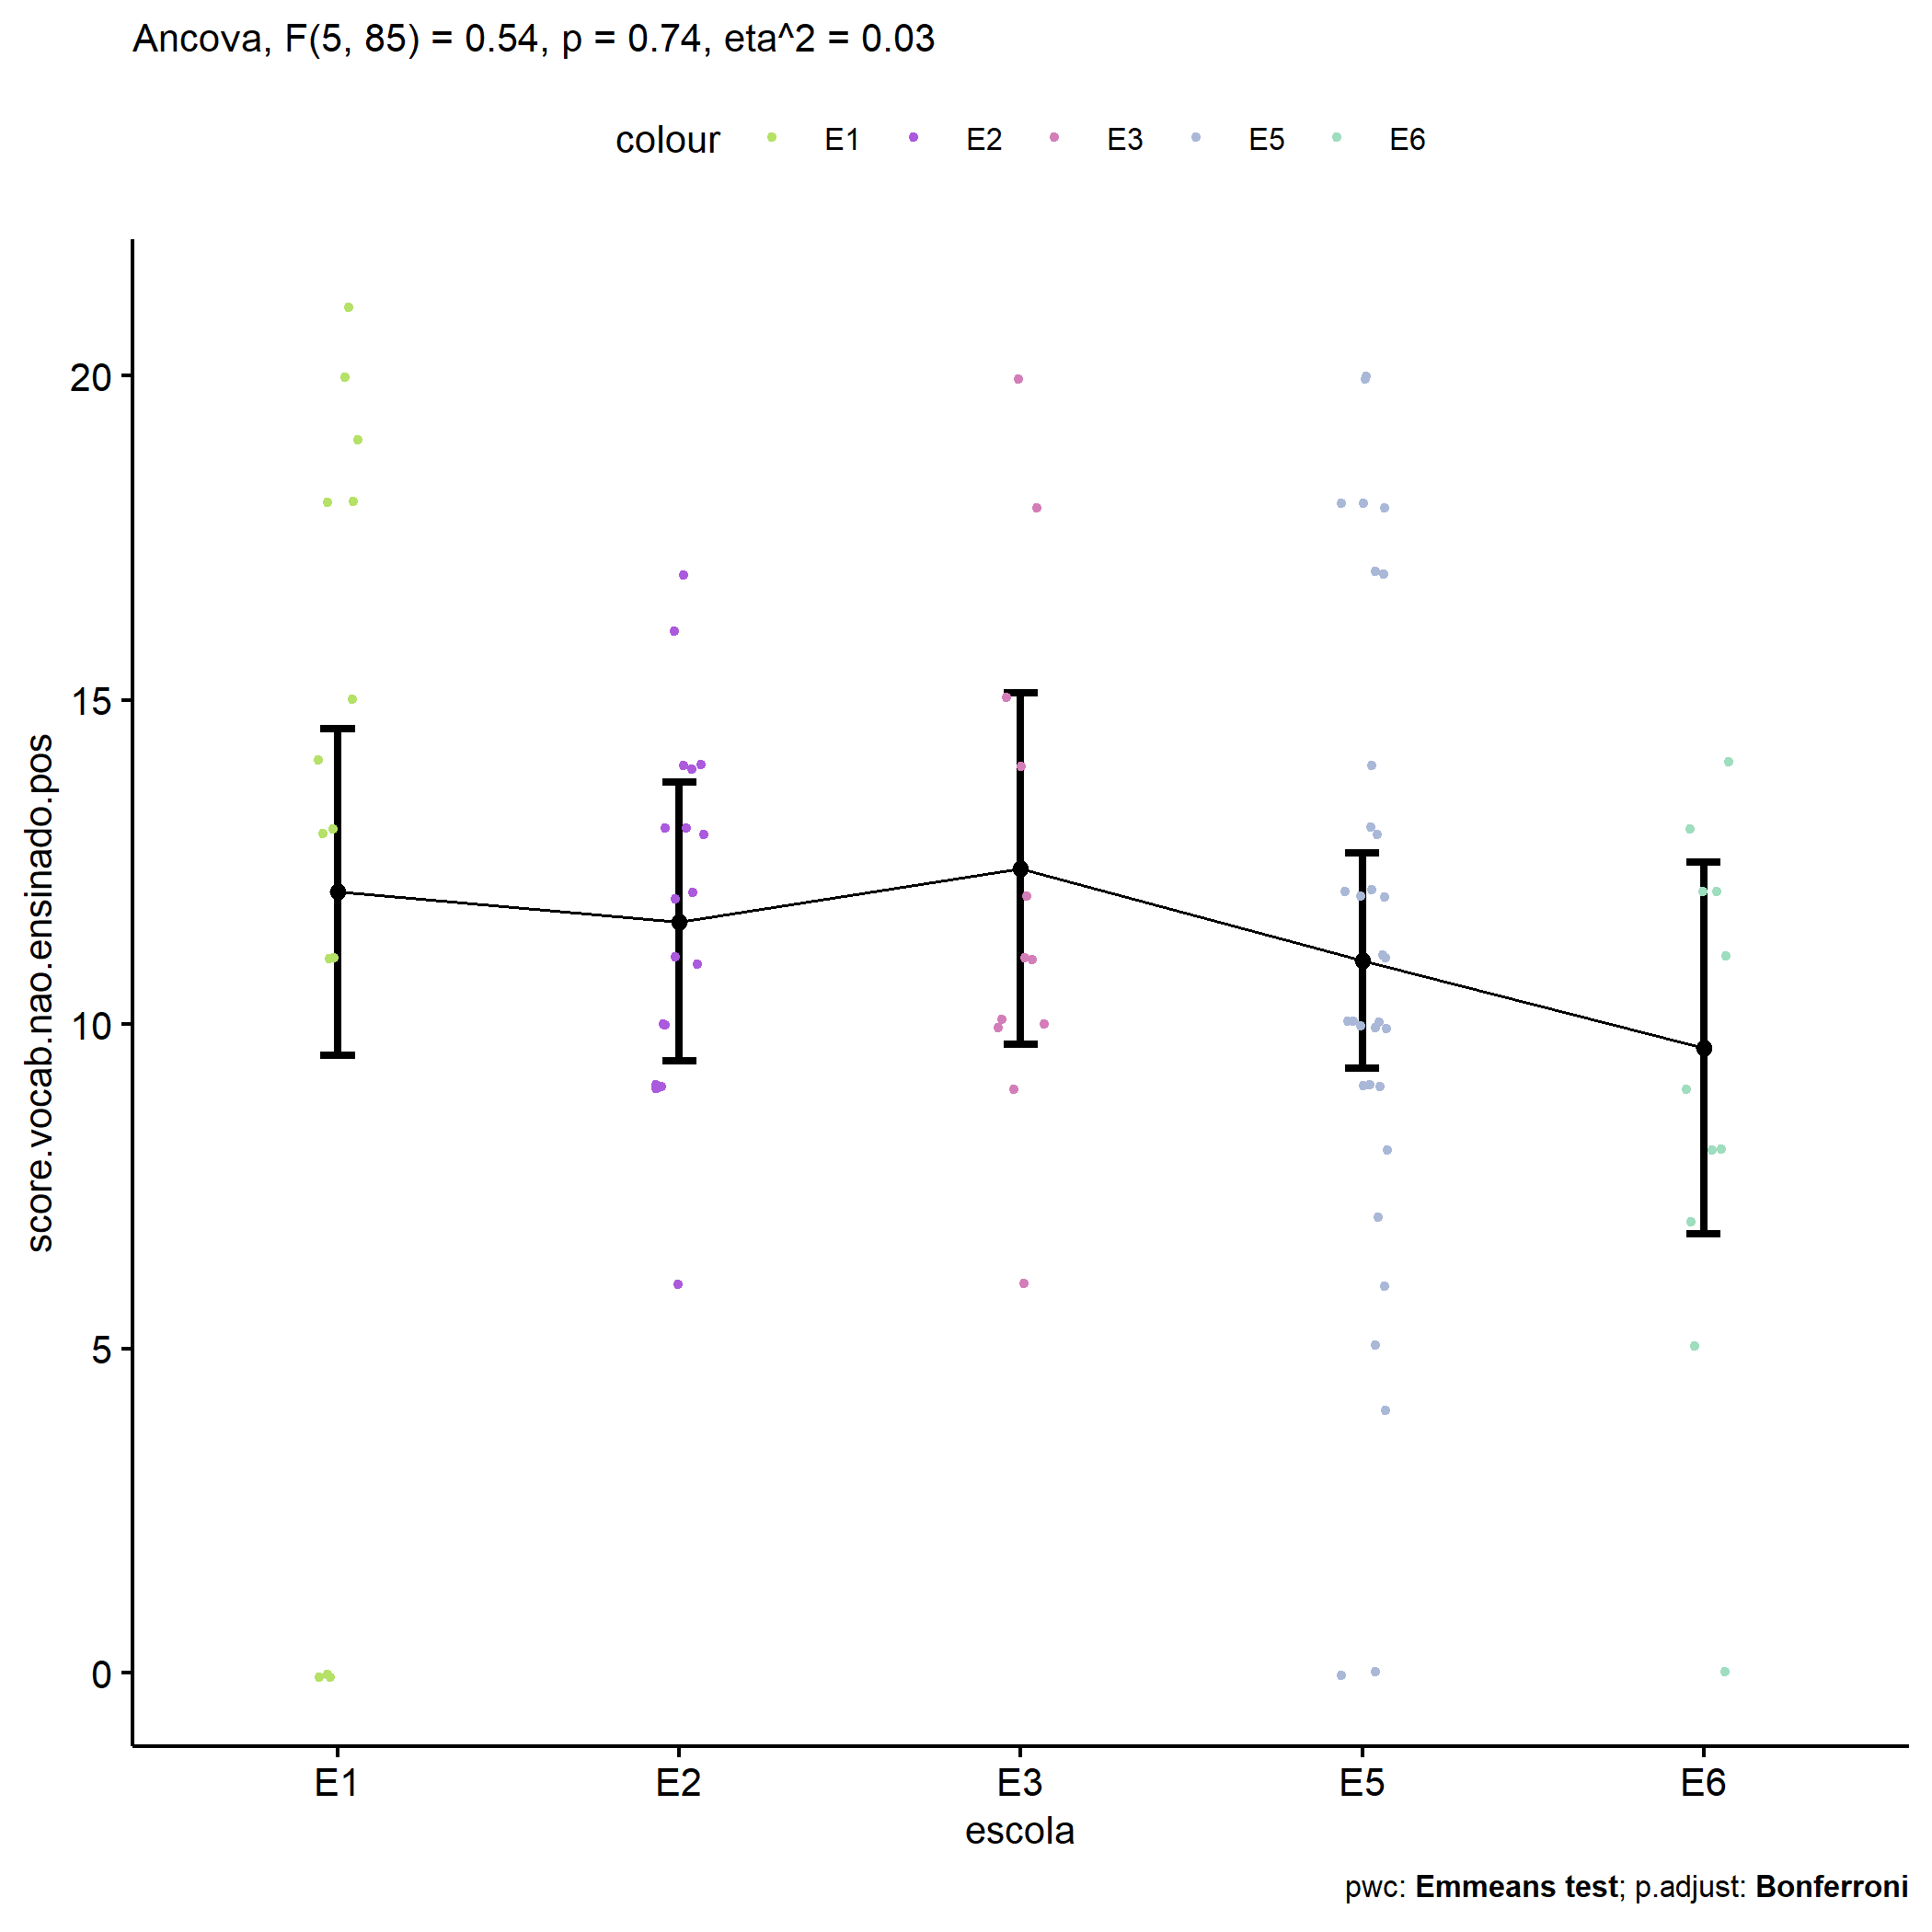 Ancova, F(5, 85) = 0.54, p = 0.74, eta^2 = 0.03
colour E1 E2 E3 E5 E6
20
15
10
5
0
score.vocab.nao.ensinado.pos
E1 E2 E3 E5 E6
escola
pwc: Emmeans test; p.adjust: Bonferroni